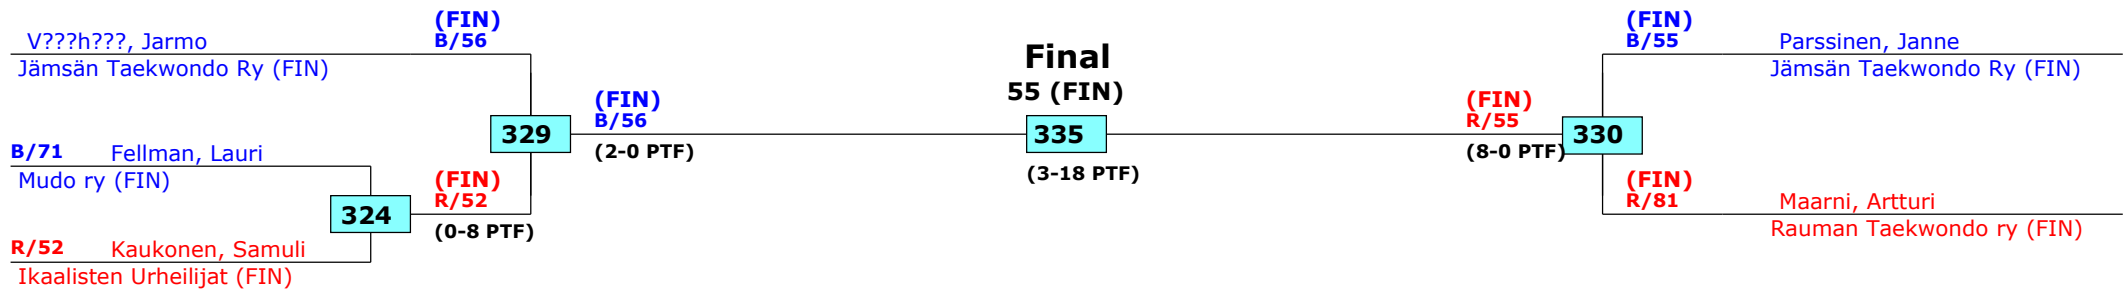 V???h???, Jarmo
Jämsän Taekwondo Ry (FIN)
(FIN)
B/56
B/71 Fellman, Lauri
Mudo ry (FIN)
R/52 Kaukonen, Samuli
Ikaalisten Urheilijat (FIN)
324
(FIN)
R/52
(0-8 PTF)
329
(FIN)
B/56
(2-0 PTF)
Final
55 (FIN)
335
(3-18 PTF)
(FIN)
R/55
(8-0 PTF)
330
(FIN)
B/55
Parssinen, Janne
Jämsän Taekwondo Ry (FIN)
(FIN)
R/81
Maarni, Artturi
Rauman Taekwondo ry (FIN)